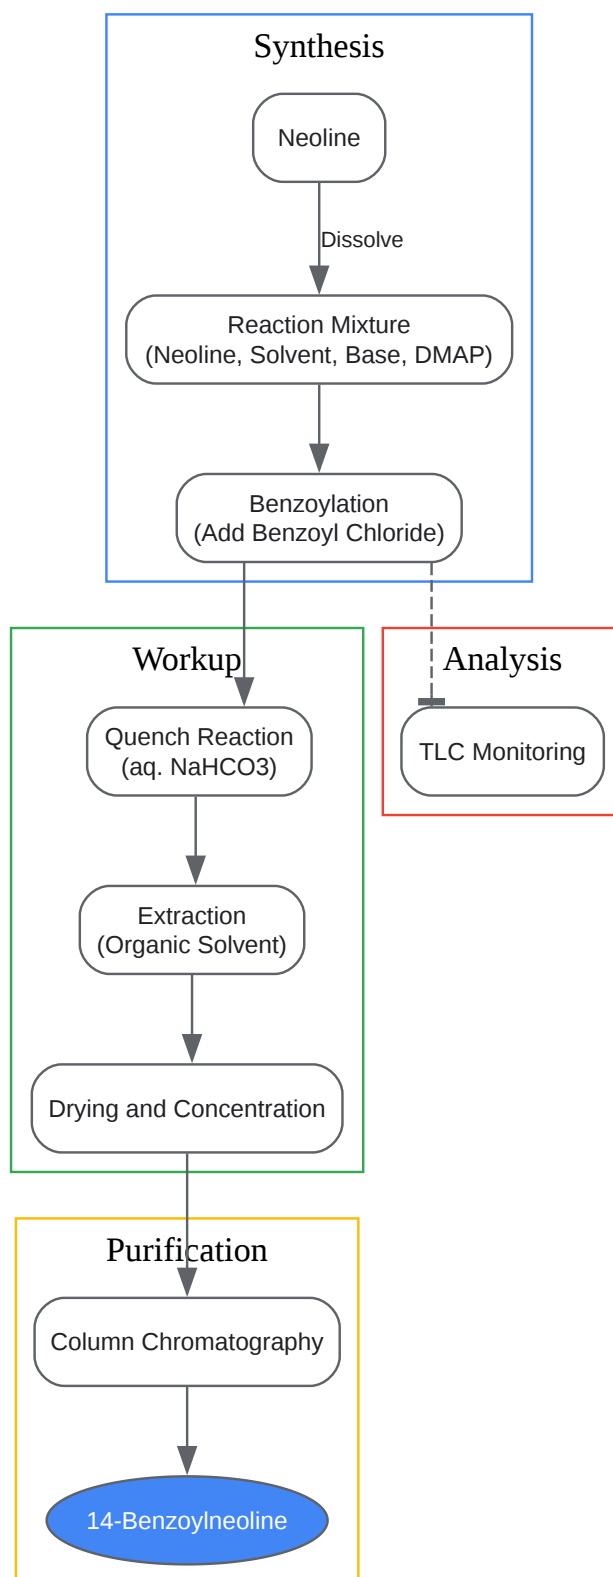 Synthesis
Neoline
Dissolve
Reaction Mixture
(Neoline, Solvent, Base, DMAP)
Benzoylation
(Add Benzoyl Chloride)
Workup
Quench Reaction
(aq. NaHCO3)
Extraction
(Organic Solvent)
Drying and Concentration
Analysis
TLC Monitoring
Purification
Column Chromatography
14-Benzoylneoline